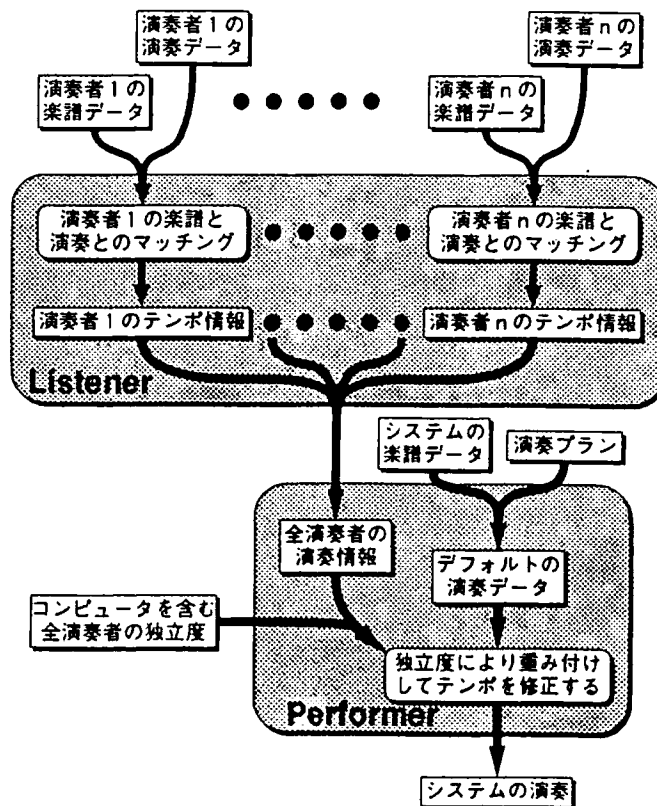 演奏者1の
演奏データ
演奏者1の
楽譜データ
演奏者nの
演奏データ
演奏者nの
楽譜データ
演奏者1の楽譜と
演奏とのマッチング
演奏者nの楽譜と
演奏とのマッチング
演奏者1のテンポ情報
演奏者nのテンポ情報
Listener
システムの
楽譜データ
演奏プラン
全演奏者の
演奏情報
デフォルトの
演奏データ
コンピュータを含む
全演奏者の独立度
独立度により重み付け
してテンポを修正する
Performer
システムの演奏